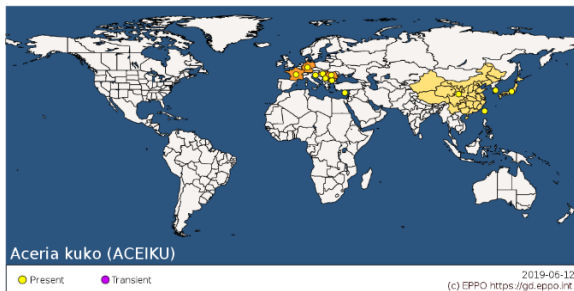 Aceria kuko (ACEIKU)
Present
Transient
2019-06-12
(c) EPPO https://gd.eppo.int